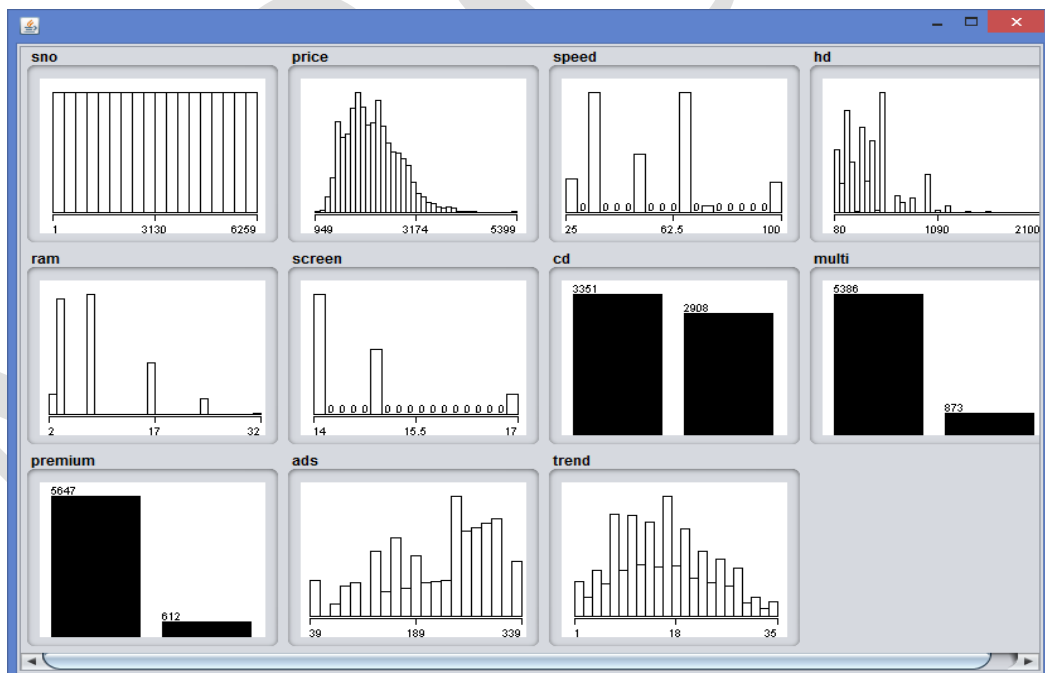 sno price speed hd
1 3130 6259
949 3174 5399
0 0 0 0 0 0 0 0 0 0 0 0
25 62.5 100
80 1090 2100
ram screen cd multi
3351
2908
5386
873
0 0 0 0 0 0 0 0 0 0 0 0 0 0 0
2 17 32
14 15.5 17
premium ads trend
5647
612
39 189 339
1 18 35